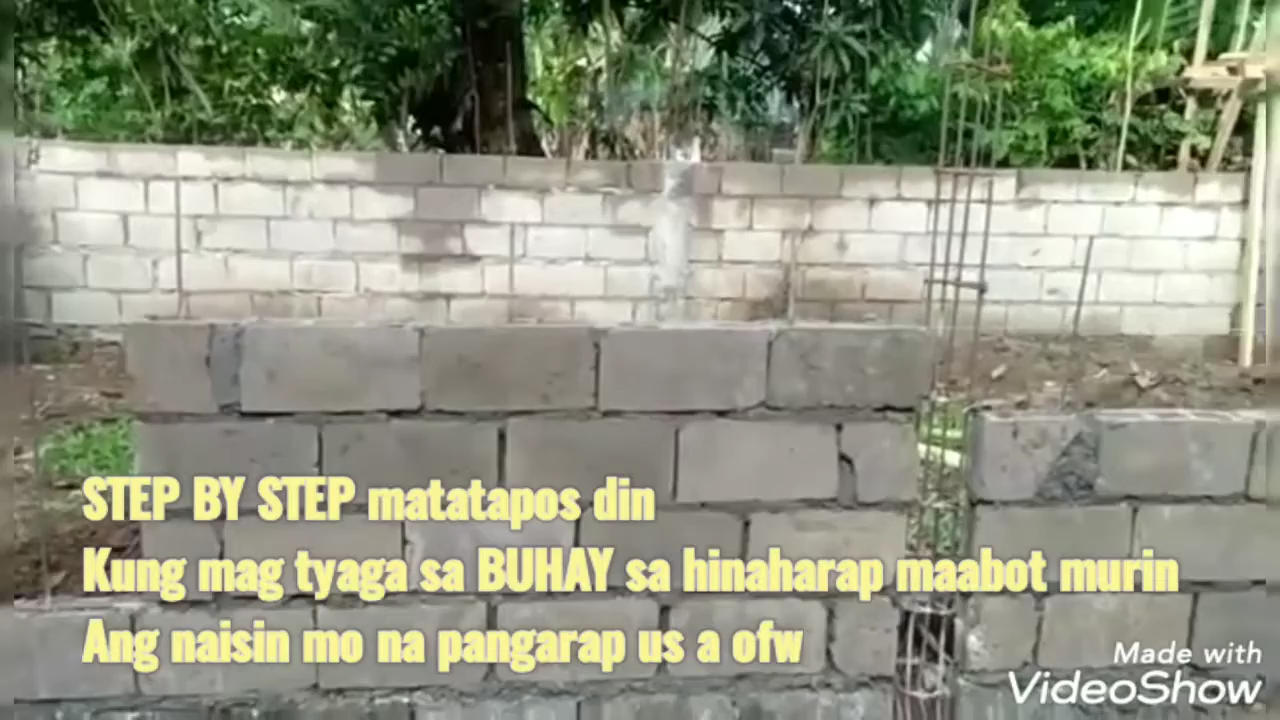 STEP BY STEP matatapos din
Kung mag tyaga sa BUHAY sa hinaharap maabot murin
Ang naisin mo na pangarap us a ofw
Made with
VideoShow